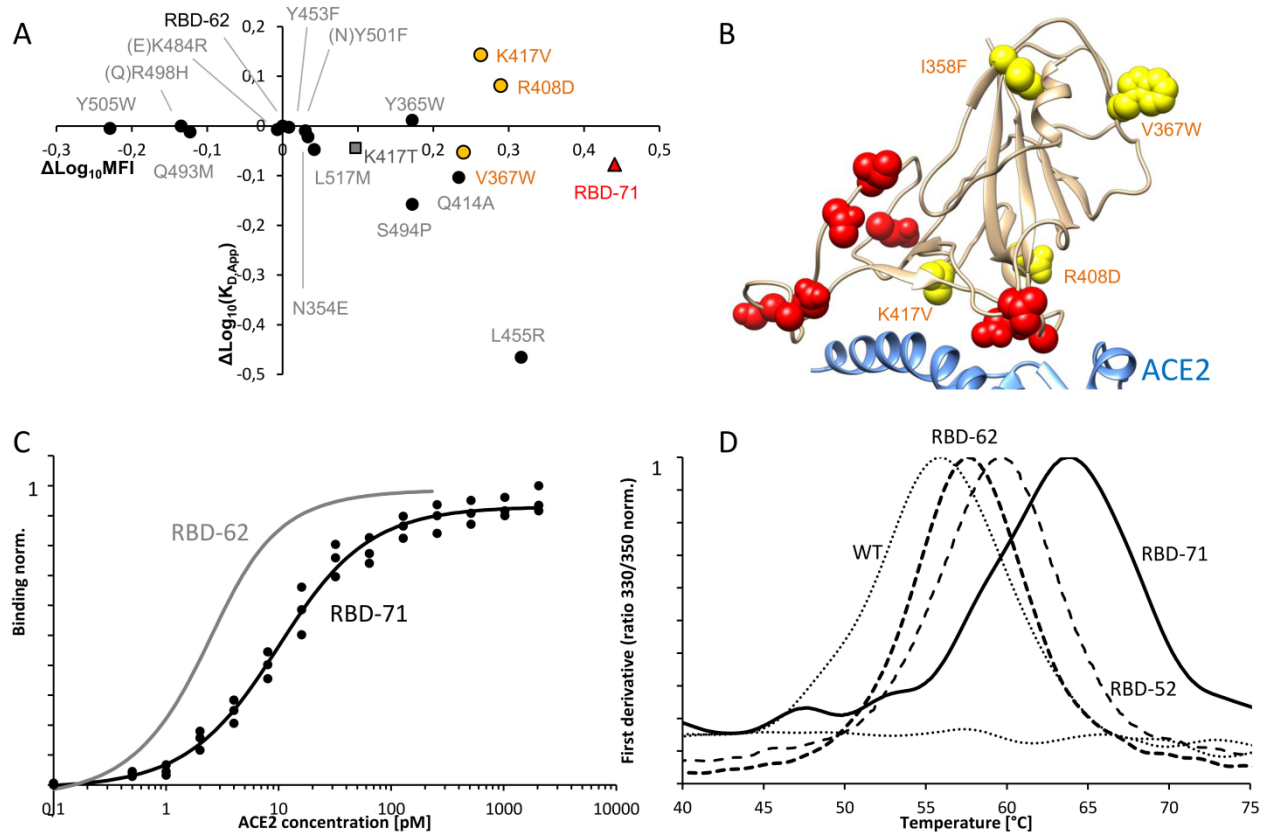 A
RBD-62
Y453F
(E)K484R
(N)Y501F
(Q)R498H
Y505W
0,2
0,1
0
-0,1
-0,2
-0,3
-0,4
-0,5
K417V
R408D
Y365W
-0,3
-0,2
-0,1
0
0,2
0,3
0,4
0,5
ΔLog10MFI
Q493M
K417T
L517M
V367W
RBD-71
Q414A
S494P
N354E
L455R
ΔLog10(KD,App)
B
I358F
V367W
R408D
K417V
ACE2
C
1
RBD-62
RBD-71
Binding norm.
0,1
1
10
100
1000
10000
ACE2 concentration [pM]
D
1
RBD-62
WT
RBD-71
RBD-52
First derivative (ratio 330/350 norm.)
40
45
50
55
60
65
70
75
Temperature [°C]